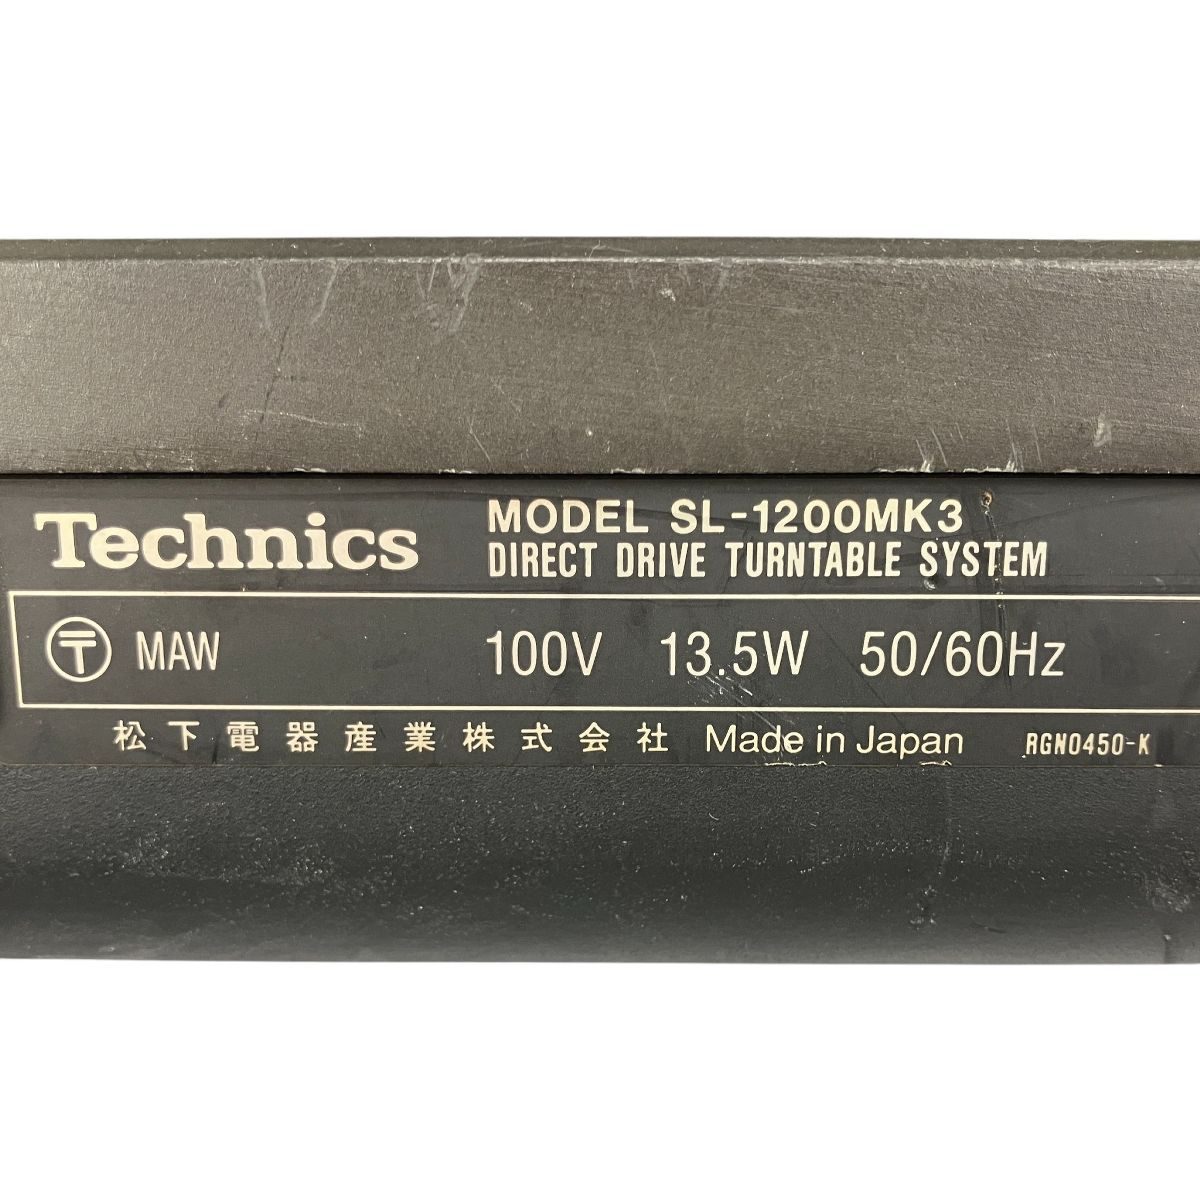 Technics
MODEL SL-1200MK3
DIRECT DRIVE TURNTABLE SYSTEM
〶 MAW 100V 13.5W 50/60Hz
松下電器産業株式会社 Made in Japan RGN0450-K